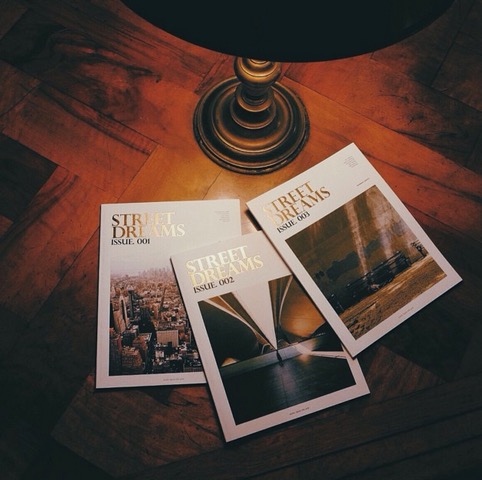 STREET
DREAMS
ISSUE. 001
STREET
DREAMS
ISSUE. 002
STREET
DREAMS
ISSUE. 003